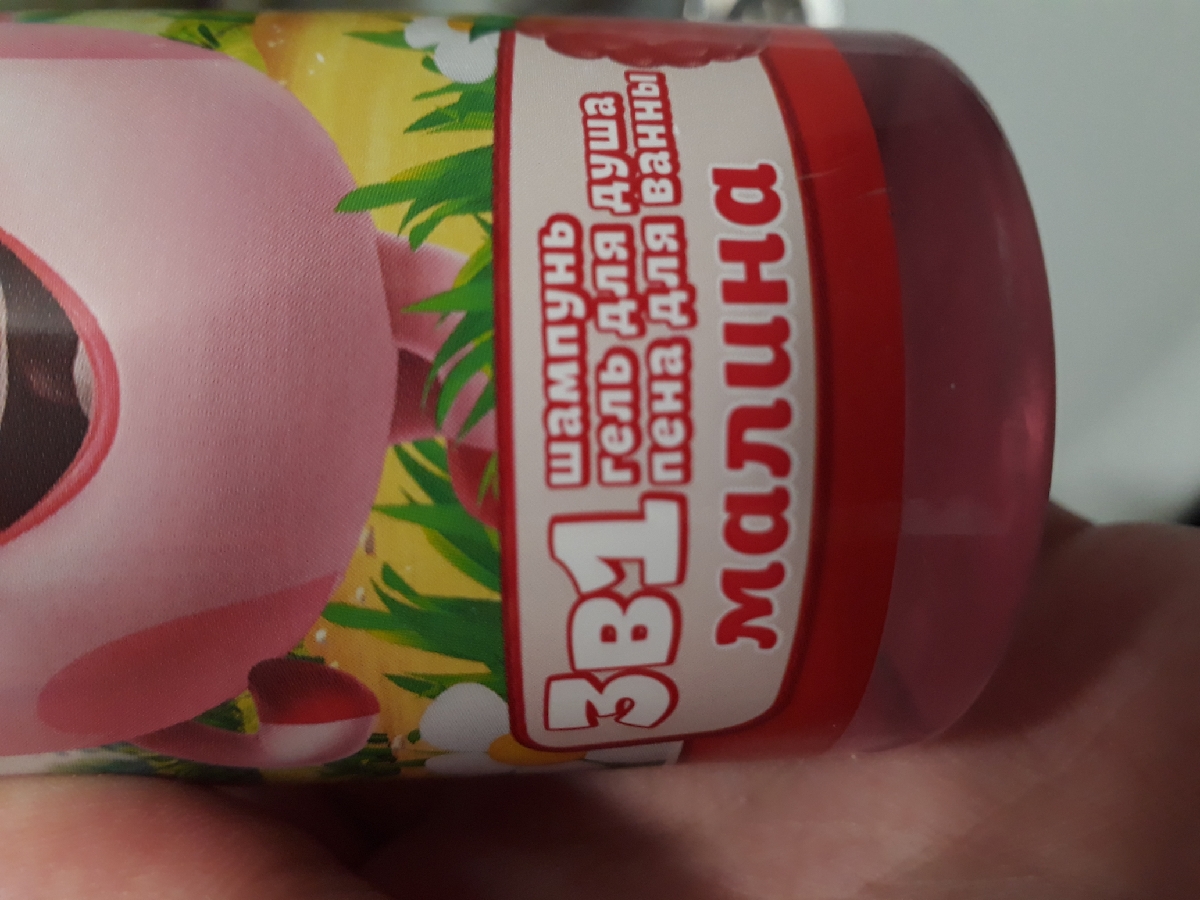 3в1
шампунь
гель для душа
пена для ванны
малина